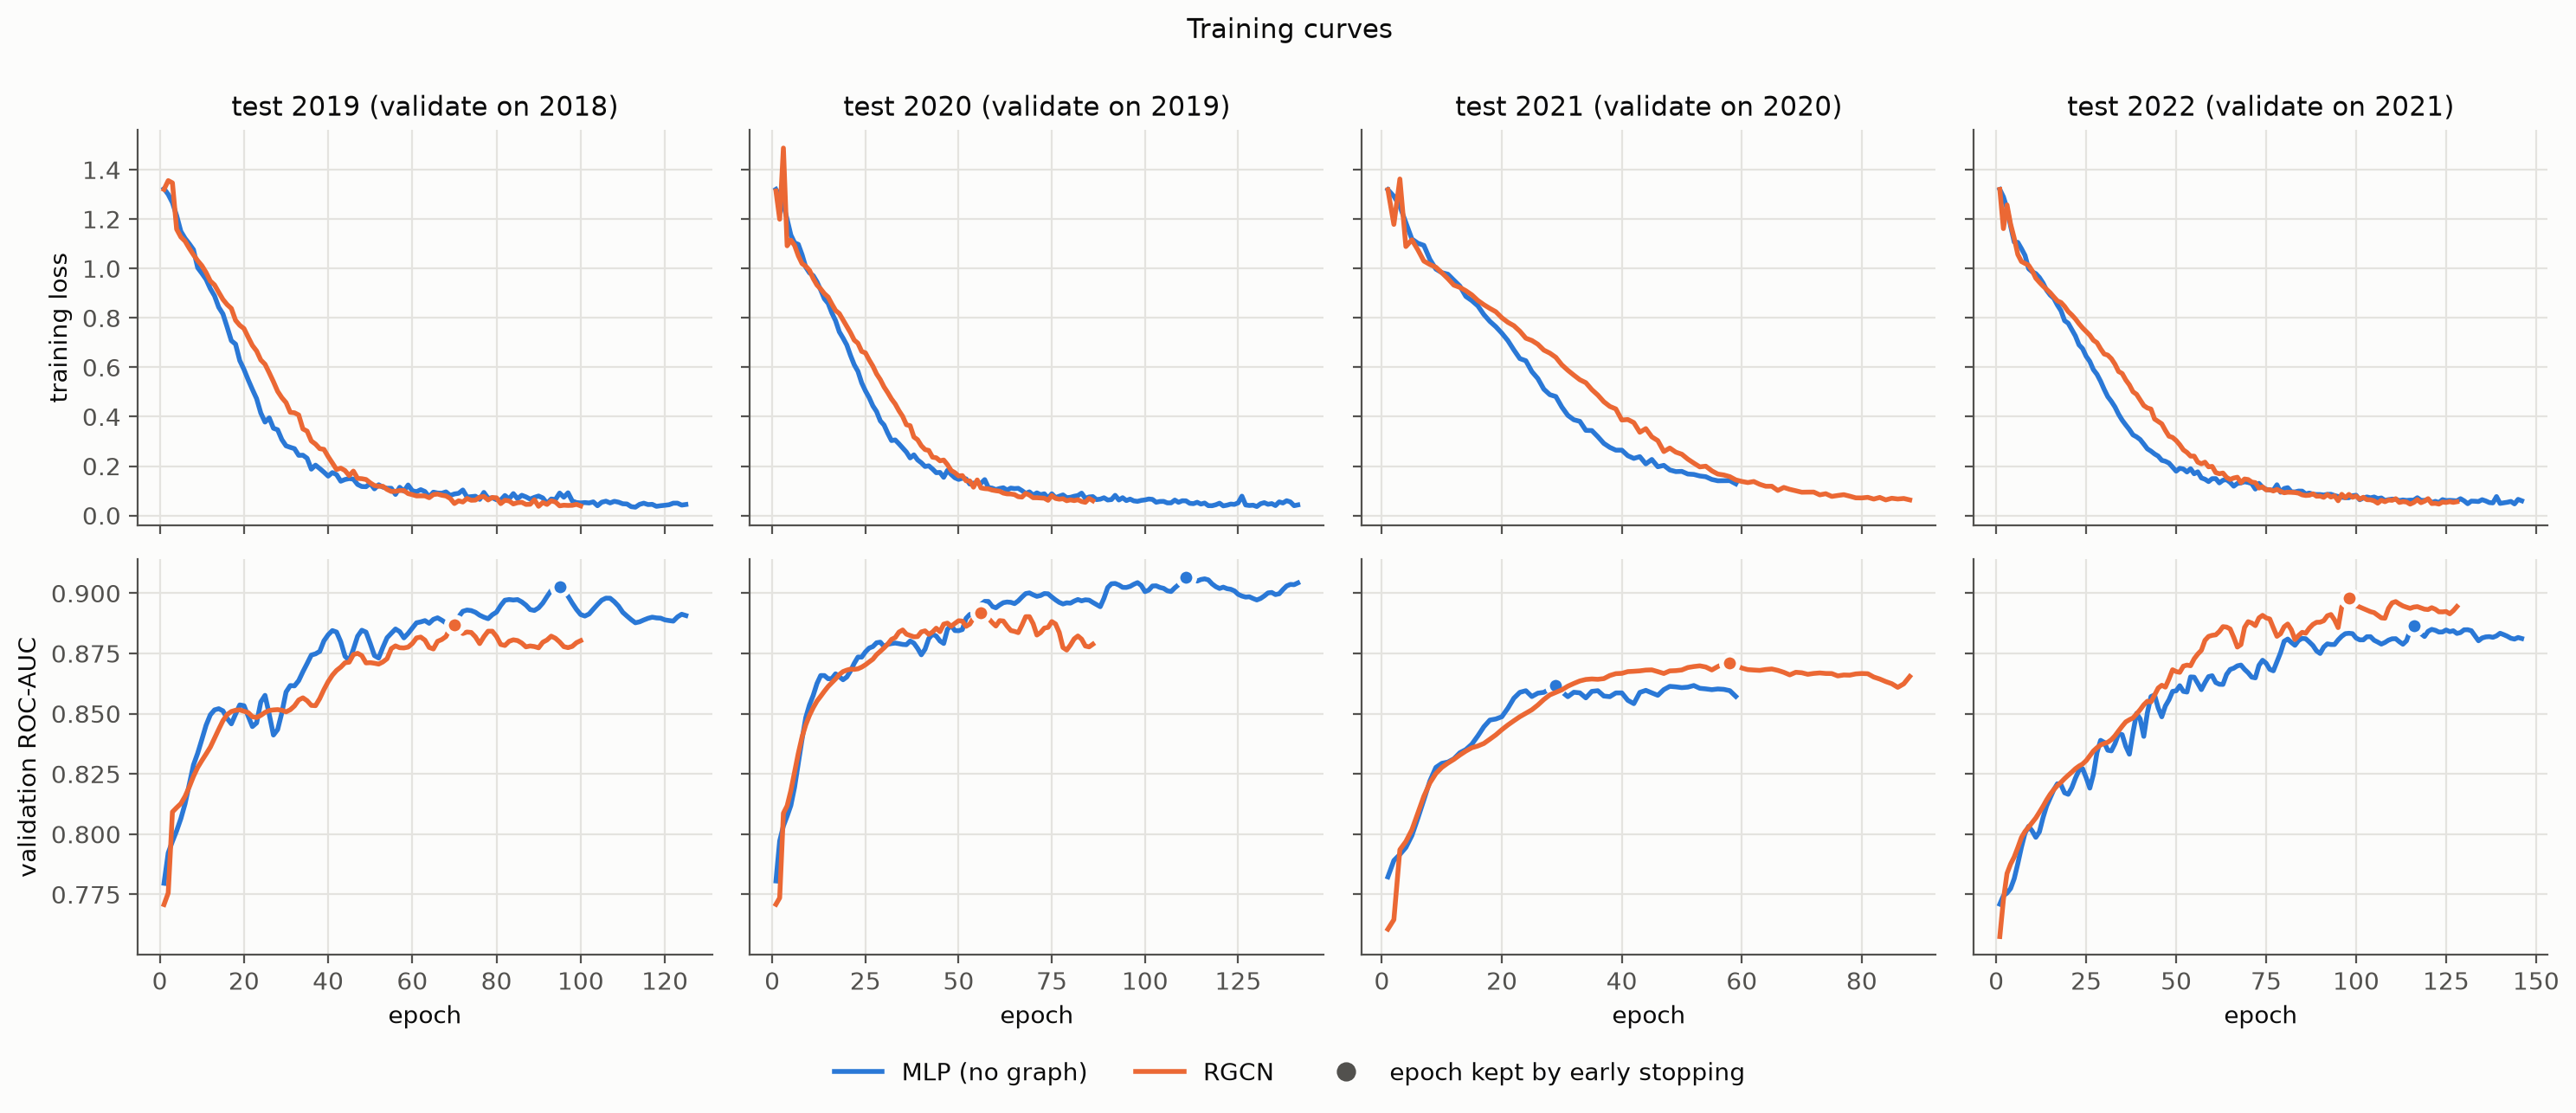 Training curves
test 2019 (validate on 2018)
test 2020 (validate on 2019)
test 2021 (validate on 2020)
test 2022 (validate on 2021)
training loss
1.4
1.2
1.0
0.8
0.6
0.4
0.2
0.0
validation ROC-AUC
0.900
0.875
0.850
0.825
0.800
0.775
0 20 40 60 80 100 120
0 25 50 75 100 125
0 20 40 60 80
0 25 50 75 100 125 150
epoch
epoch
epoch
epoch
MLP (no graph)
RGCN
epoch kept by early stopping